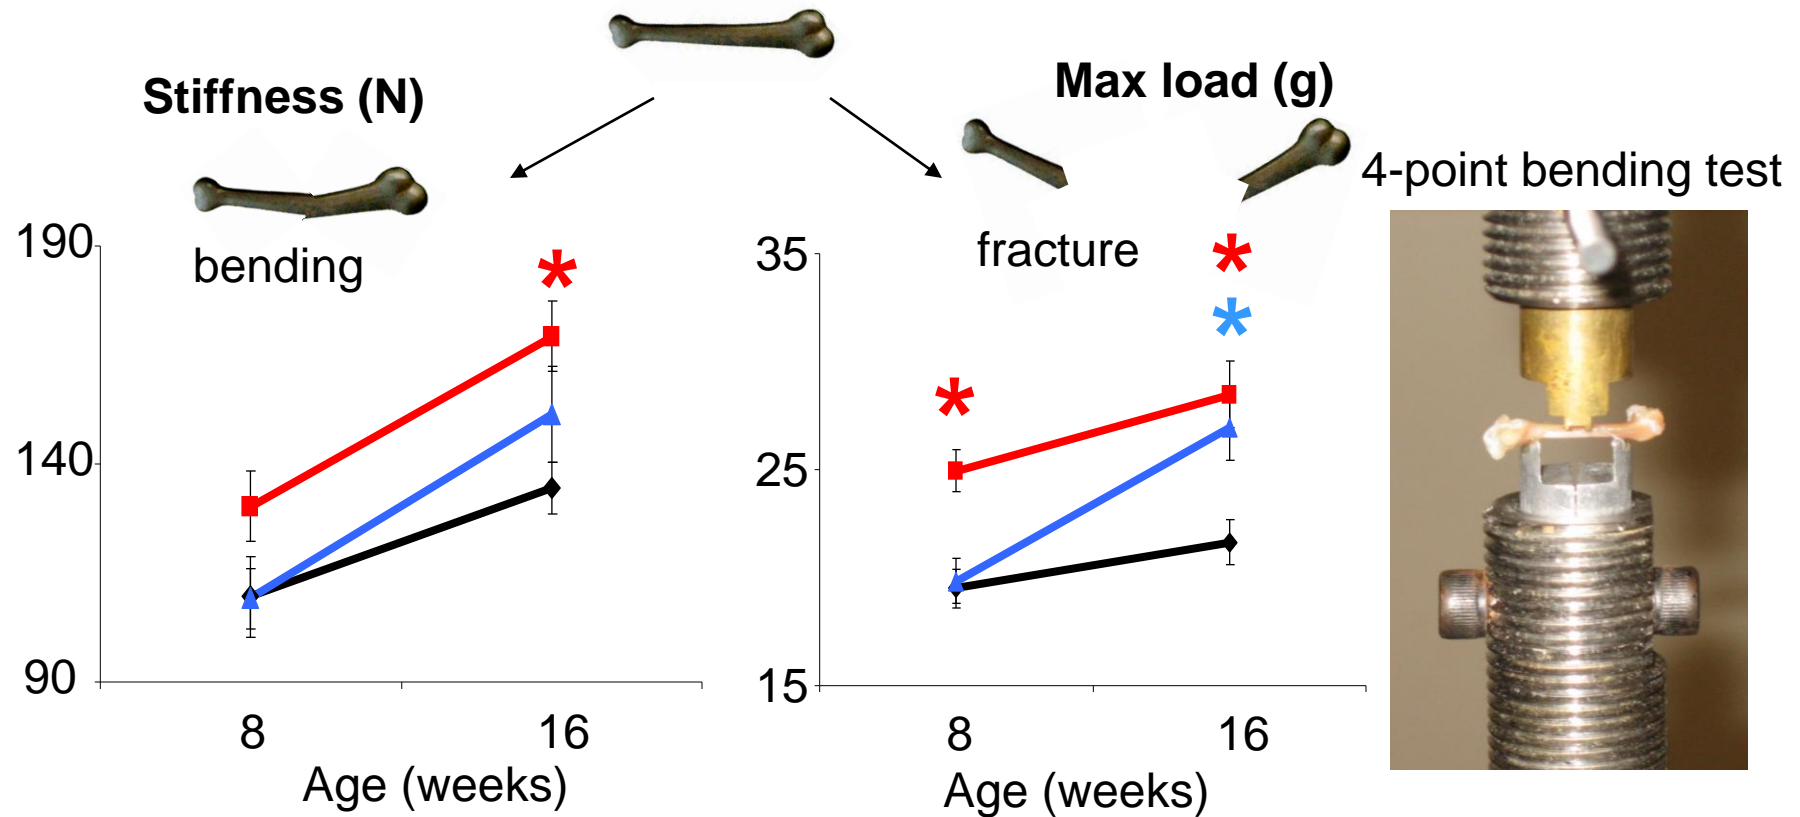 Stiffness (N)
Max load (g)
4-point bending test
bending
fracture
190
140
90
8
16
Age (weeks)
*
35
25
15
8
16
Age (weeks)
*
*
*